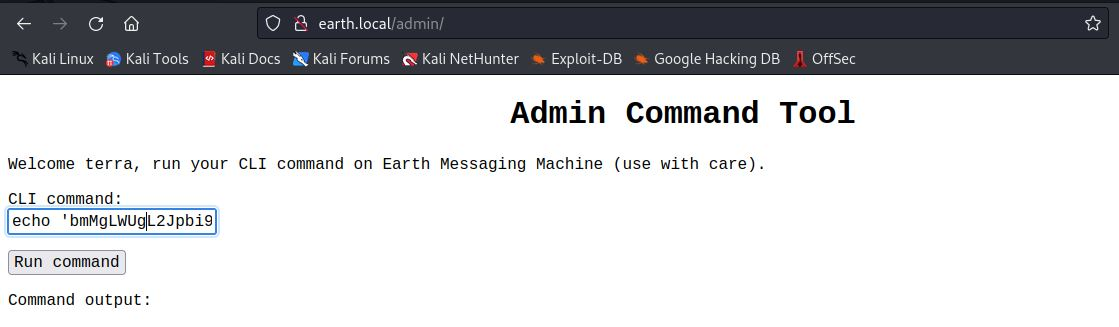 earth.local/admin/
Kali Linux Kali Tools Kali Docs Kali Forums Kali NetHunter Exploit-DB Google Hacking DB OffSec
Admin Command Tool
Welcome terra, run your CLI command on Earth Messaging Machine (use with care).
CLI command:
echo 'bmMgLWUgL2Jpbi9
Run command
Command output: